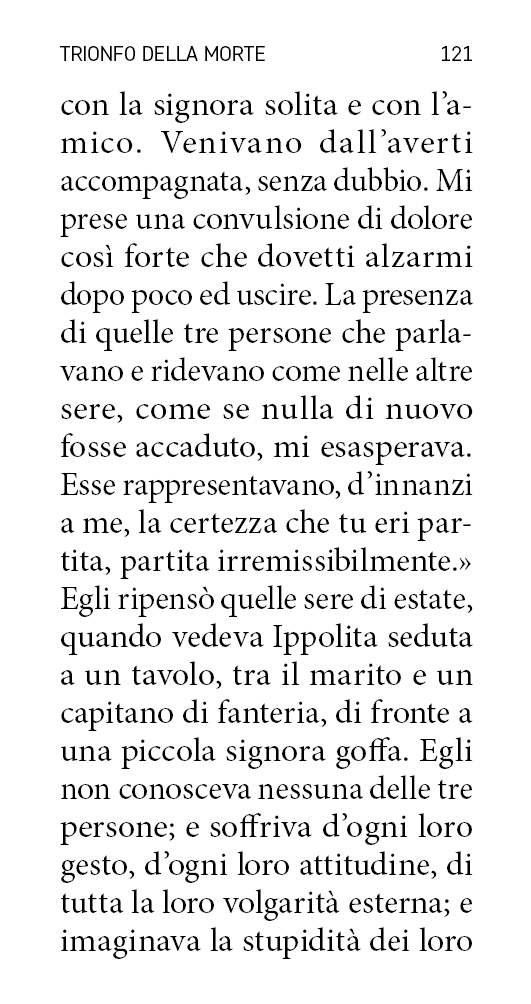 TRIONFO DELLA MORTE 121
con la signora solita e con l’a-
mico. Venivano dall’averti
accompagnata, senza dubbio. Mi
prese una convulsione di dolore
così forte che dovetti alzarmi
dopo poco ed uscire. La presenza
di quelle tre persone che parla-
vano e ridevano come nelle altre
sere, come se nulla di nuovo
fosse accaduto, mi esasperava.
Esse rappresentavano, d’innanzi
a me, la certezza che tu eri par-
tita, partita irremissibilmente.»
Egli ripensò quelle sere di estate,
quando vedeva Ippolita seduta
a un tavolo, tra il marito e un
capitano di fanteria, di fronte a
una piccola signora goffa. Egli
non conosceva nessuna delle tre
persone; e soffriva d’ogni loro
gesto, d’ogni loro attitudine, di
tutta la loro volgarità esterna; e
imaginava la stupidità dei loro